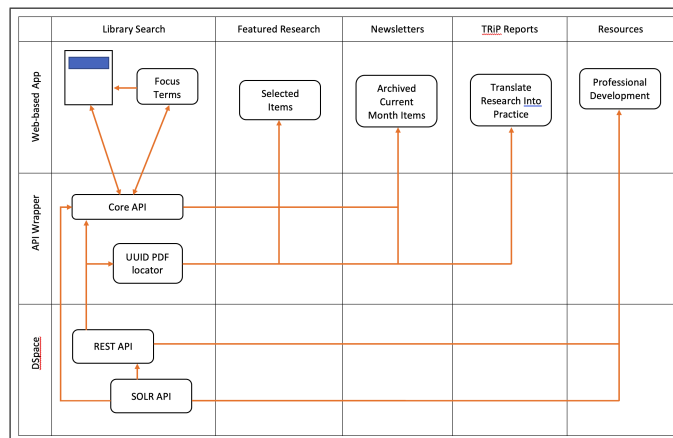 Library Search
Featured Research
Newsletters
TRiP Reports
Resources
Web-based App
Focus
Terms
Selected
Items
Archived
Current
Month Items
Translate
Research Into
Practice
Professional
Development
API Wrapper
Core API
UUID PDF
locator
DSpace
REST API
SOLR API